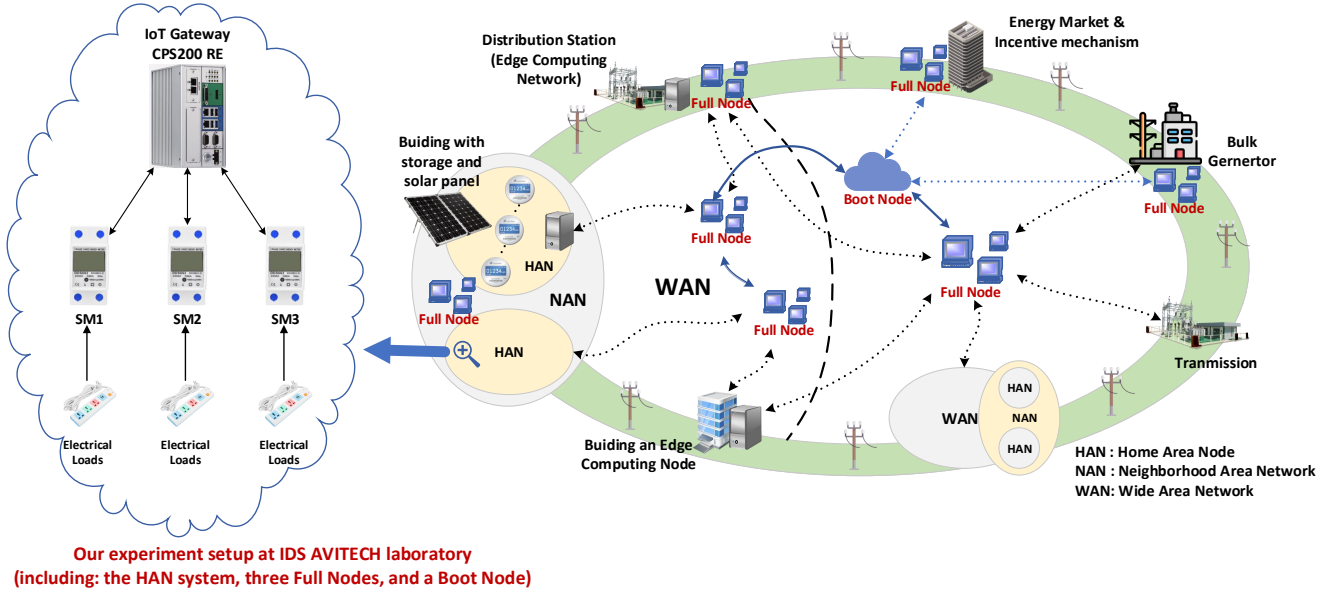 IoT Gateway
CPS200 RE
SM1
SM2
SM3
Electrical
Loads
Electrical
Loads
Electrical
Loads
Our experiment setup at IDS AVITECH laboratory
(including: the HAN system, three Full Nodes, and a Boot Node)
Distribution Station
(Edge Computing
Network)
Full Node
Energy Market &
Incentive mechanism
Full Node
Buiding with
storage and
solar panel
HAN
NAN
Full Node
HAN
WAN
Full Node
Full Node
Boot Node
Full Node
Bulk
Gernertor
Full Node
Tranmission
Buiding an Edge
Computing Node
WAN
HAN
NAN
HAN
HAN : Home Area Node
NAN : Neighborhood Area Network
WAN: Wide Area Network